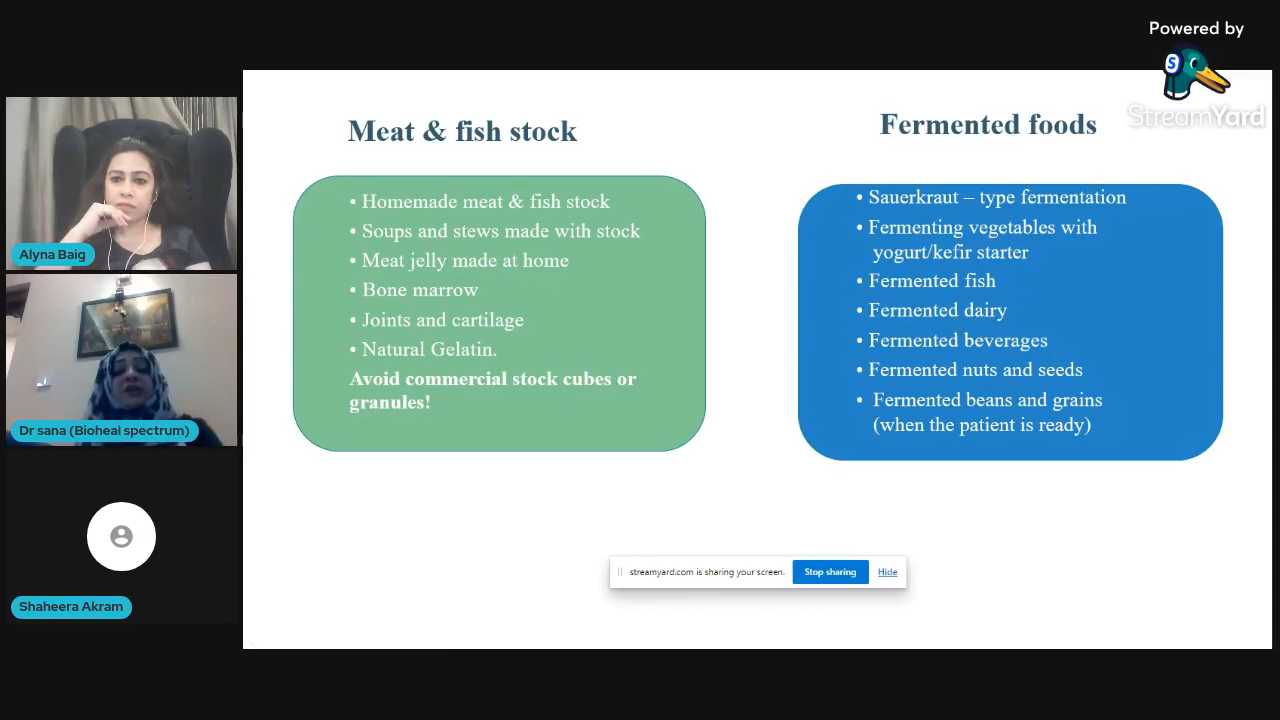 Powered by
StreamYard
Meat & fish stock
• Homemade meat & fish stock
• Soups and stews made with stock
• Meat jelly made at home
• Bone marrow
• Joints and cartilage
• Natural Gelatin.
Avoid commercial stock cubes or
granules!
Fermented foods
• Sauerkraut – type fermentation
• Fermenting vegetables with
yogurt/kefir starter
• Fermented fish
• Fermented dairy
• Fermented beverages
• Fermented nuts and seeds
• Fermented beans and grains
(when the patient is ready)
Alyna Baig
Dr sana (Bioheal spectrum)
Shaheera Akram
streamyard.com is sharing your screen.
Stop sharing
Hide